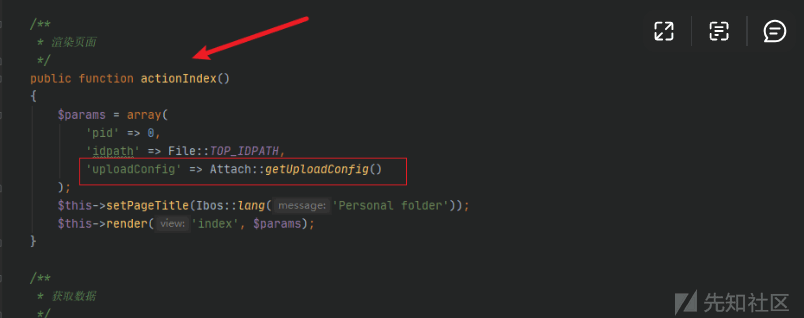 /**
* 渲染页面
*/
public function actionIndex()
{
$params = array(
'pid' => 0,
'idpath' => File::TOP_IDPATH,
'uploadConfig' => Attach::getUploadConfig()
);
$this->setPageTitle(Ibos::lang( message: 'Personal folder'));
$this->render( view: 'index', $params);
}
/**
* 获取数据
*/
先知社区